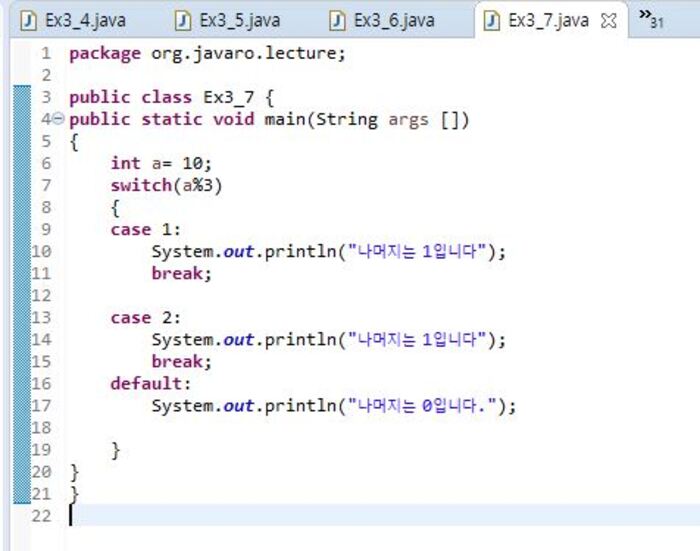 Ex3_4.java Ex3_5.java Ex3_6.java Ex3_7.java »31
1 package org.javaro.lecture;
2
3 public class Ex3_7 {
4 public static void main(String args [])
5 {
6 int a= 10;
7 switch(a%3)
8 {
9 case 1:
10 System.out.println("나머지는 1입니다");
11 break;
12
13 case 2:
14 System.out.println("나머지는 1입니다");
15 break;
16 default:
17 System.out.println("나머지는 0입니다.");
18
19 }
20 }
21 }
22